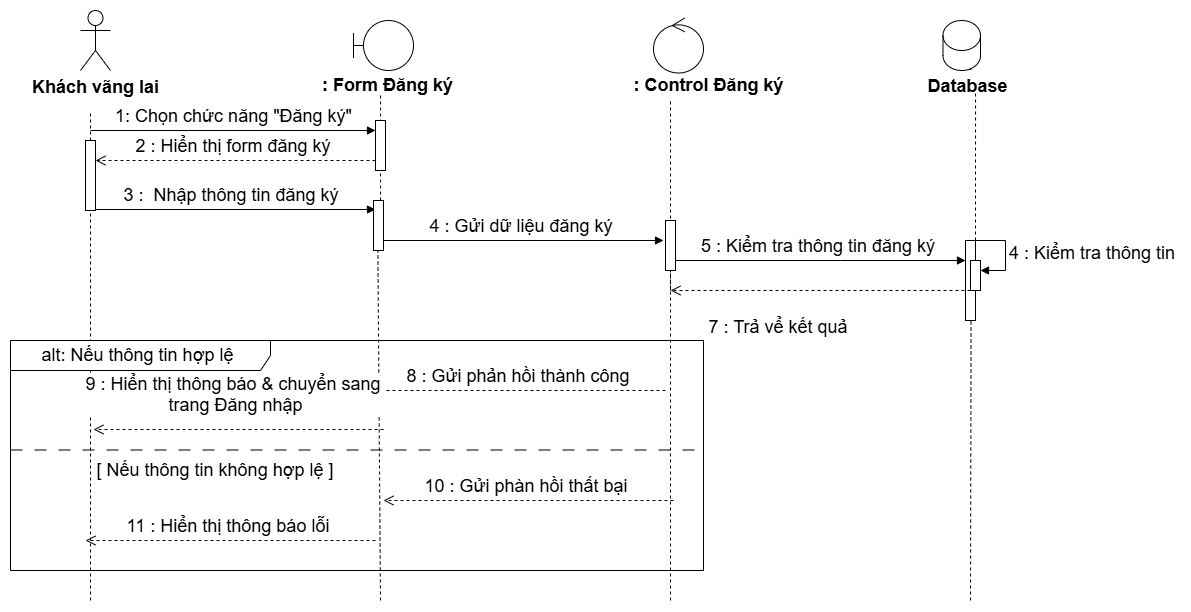 Khách vãng lai
: Form Đăng ký
: Control Đăng ký
Database
1: Chọn chức năng "Đăng ký"
2 : Hiển thị form đăng ký
3 : Nhập thông tin đăng ký
4 : Gửi dữ liệu đăng ký
5 : Kiểm tra thông tin đăng ký
4 : Kiểm tra thông tin
7 : Trả về kết quả
alt: Nếu thông tin hợp lệ
8 : Gửi phản hồi thành công
9 : Hiển thị thông báo & chuyển sang
trang Đăng nhập
[ Nếu thông tin không hợp lệ ]
10 : Gửi phàn hồi thất bại
11 : Hiển thị thông báo lỗi